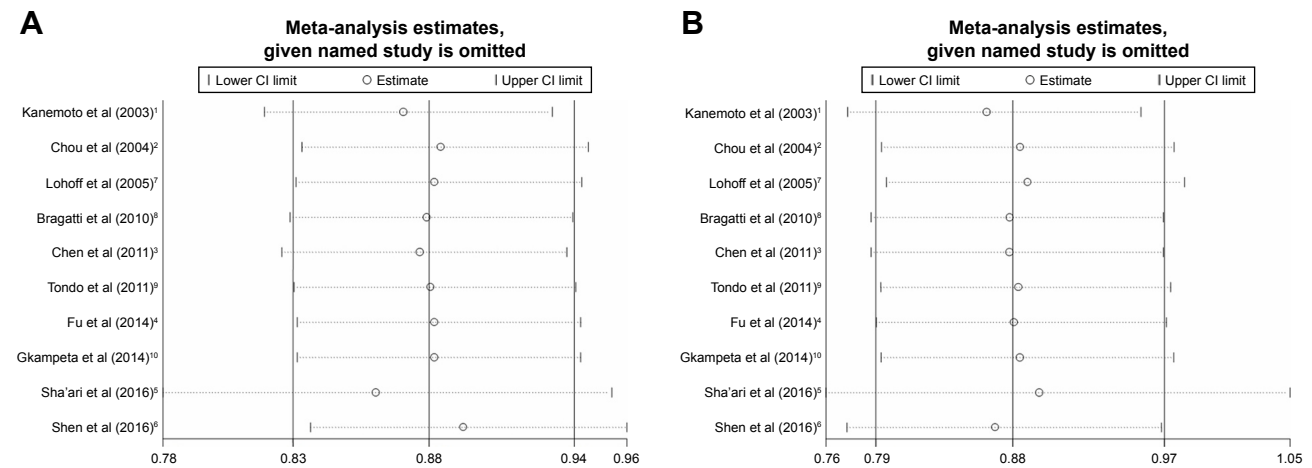 A
Meta-analysis estimates,
given named study is omitted
Lower CI limit Estimate Upper CI limit
Kanemoto et al (2003)¹
Chou et al (2004)²
Lohoff et al (2005)⁷
Bragatti et al (2010)⁸
Chen et al (2011)³
Tondo et al (2011)⁹
Fu et al (2014)⁴
Gkampeta et al (2014)¹⁰
Sha'ari et al (2016)⁵
Shen et al (2016)⁶
0.78 0.83 0.88 0.94 0.96
B
Meta-analysis estimates,
given named study is omitted
Lower CI limit Estimate Upper CI limit
Kanemoto et al (2003)¹
Chou et al (2004)²
Lohoff et al (2005)⁷
Bragatti et al (2010)⁸
Chen et al (2011)³
Tondo et al (2011)⁹
Fu et al (2014)⁴
Gkampeta et al (2014)¹⁰
Sha'ari et al (2016)⁵
Shen et al (2016)⁶
0.76 0.79 0.88 0.97 1.05